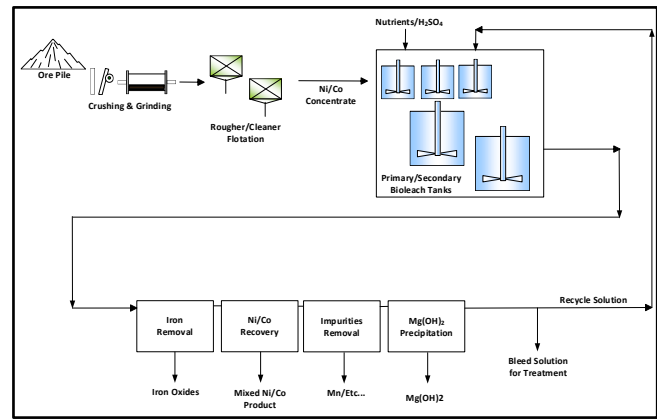 Nutrients/H₂SO₄
Ore Pile
Crushing & Grinding
Ni/Co
Concentrate
Rougher/Cleaner
Flotation
Primary/Secondary
Bioleach Tanks
Recycle Solution
Iron
Removal
Ni/Co
Recovery
Impurities
Removal
Mg(OH)₂
Precipitation
Bleed Solution
for Treatment
Iron Oxides
Mixed Ni/Co
Product
Mn/Etc...
Mg(OH)2